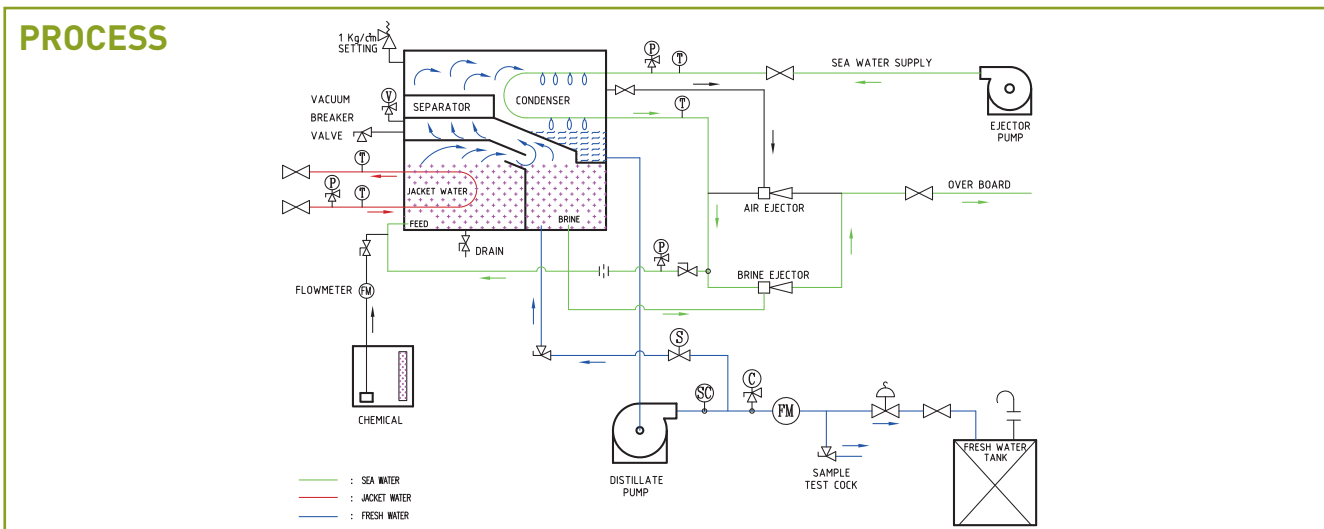 PROCESS
1 Kg/cm
SETTING
P
T
SEA WATER SUPPLY
EJECTOR
PUMP
VACUUM
BREAKER
VALVE
V
SEPARATOR
CONDENSER
T
T
P
T
JACKET WATER
OVER BOARD
AIR EJECTOR
FEED
BRINE
DRAIN
P
BRINE EJECTOR
FLOWMETER
FM
S
CHEMICAL
SC
C
FM
DISTILLATE
PUMP
SAMPLE
TEST COCK
FRESH WATER
TANK
: SEA WATER
: JACKET WATER
: FRESH WATER